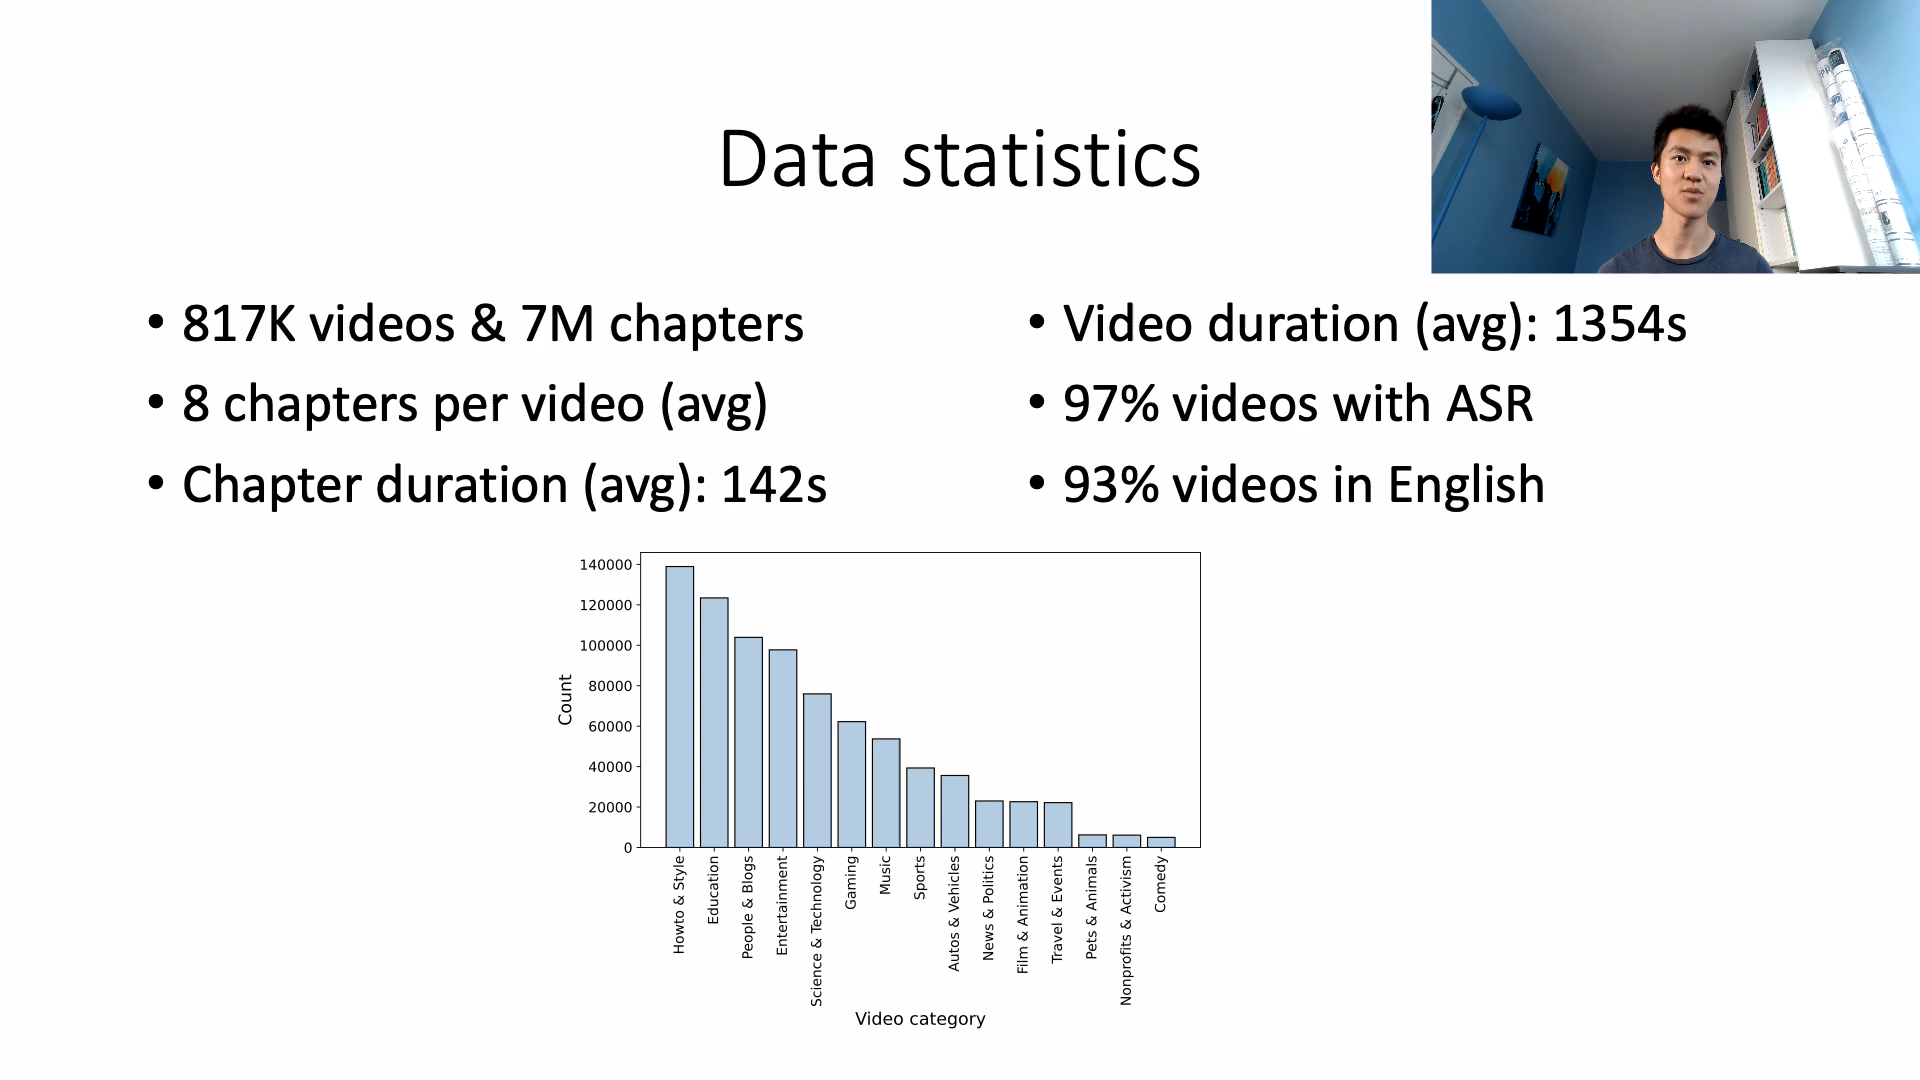 Data statistics
• 817K videos & 7M chapters
• 8 chapters per video (avg)
• Chapter duration (avg): 142s
• Video duration (avg): 1354s
• 97% videos with ASR
• 93% videos in English
Count
140000
120000
100000
80000
60000
40000
20000
0
Howto & Style
Education
People & Blogs
Entertainment
Science & Technology
Gaming
Music
Sports
Autos & Vehicles
News & Politics
Film & Animation
Travel & Events
Pets & Animals
Nonprofits & Activism
Comedy
Video category